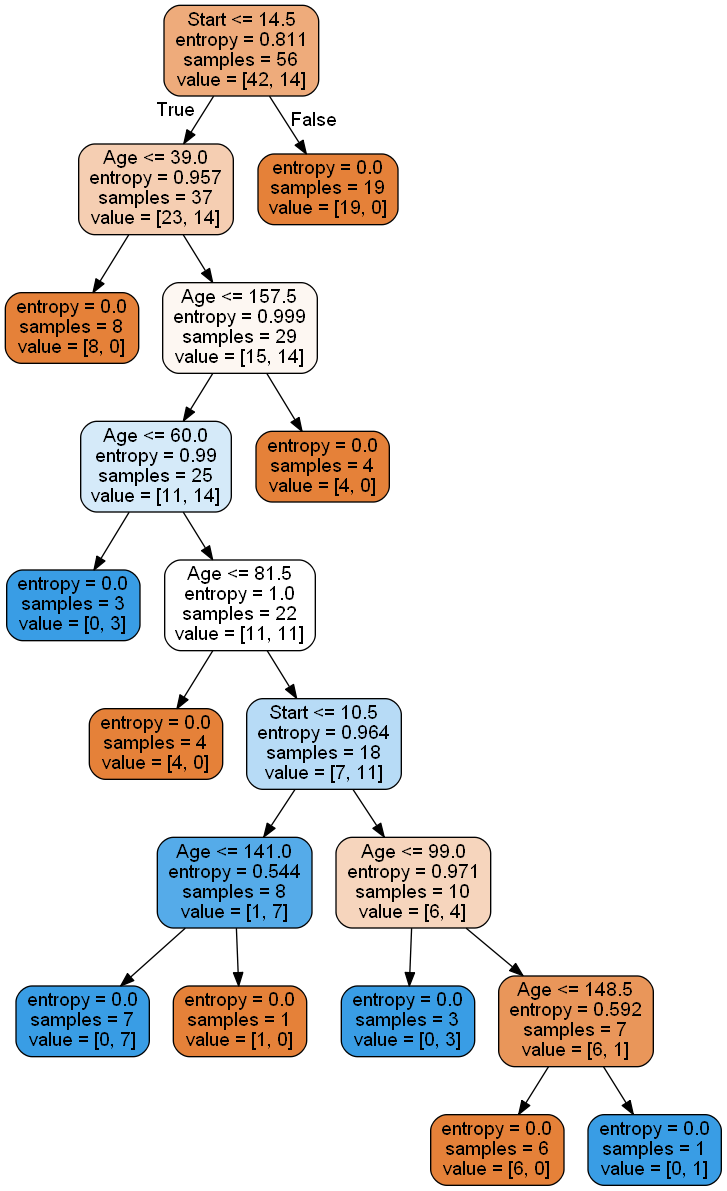 Start <= 14.5
entropy = 0.811
samples = 56
value = [42, 14]
True
False
Age <= 39.0
entropy = 0.957
samples = 37
value = [23, 14]
entropy = 0.0
samples = 19
value = [19, 0]
entropy = 0.0
samples = 8
value = [8, 0]
Age <= 157.5
entropy = 0.999
samples = 29
value = [15, 14]
Age <= 60.0
entropy = 0.99
samples = 25
value = [11, 14]
entropy = 0.0
samples = 4
value = [4, 0]
entropy = 0.0
samples = 3
value = [0, 3]
Age <= 81.5
entropy = 1.0
samples = 22
value = [11, 11]
entropy = 0.0
samples = 4
value = [4, 0]
Start <= 10.5
entropy = 0.964
samples = 18
value = [7, 11]
Age <= 141.0
entropy = 0.544
samples = 8
value = [1, 7]
Age <= 99.0
entropy = 0.971
samples = 10
value = [6, 4]
entropy = 0.0
samples = 7
value = [0, 7]
entropy = 0.0
samples = 1
value = [1, 0]
entropy = 0.0
samples = 3
value = [0, 3]
Age <= 148.5
entropy = 0.592
samples = 7
value = [6, 1]
entropy = 0.0
samples = 6
value = [6, 0]
entropy = 0.0
samples = 1
value = [0, 1]